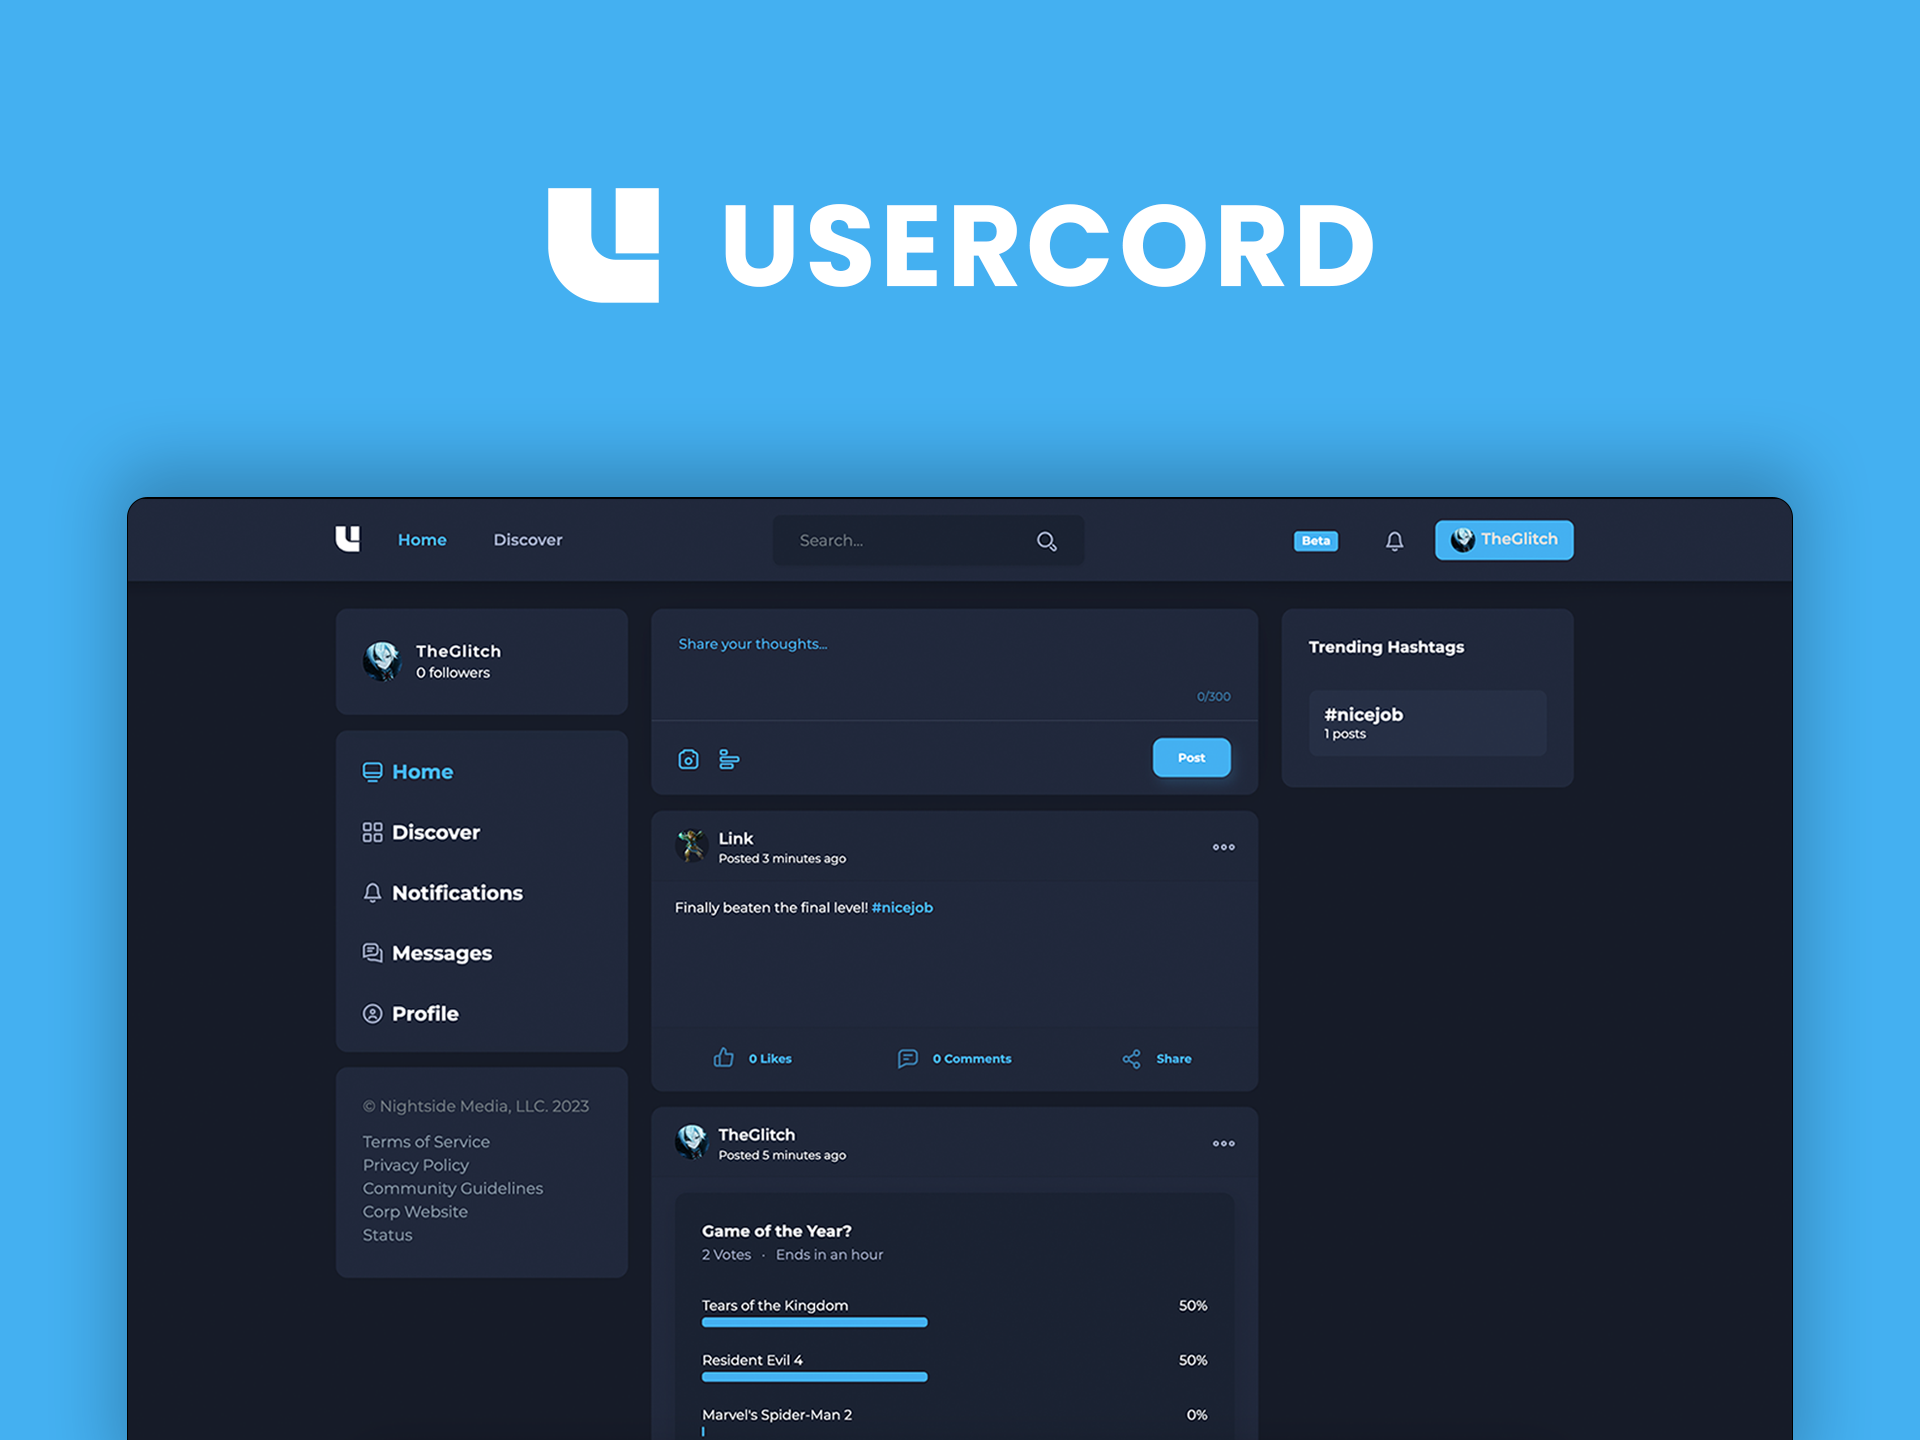 USERCORD
Home
Discover
Search...
Beta
TheGlitch
TheGlitch
0 followers
Home
Discover
Notifications
Messages
Profile
© Nightside Media, LLC. 2023
Terms of Service
Privacy Policy
Community Guidelines
Corp Website
Status
Share your thoughts...
0/300
Post
Link
Posted 3 minutes ago
Finally beaten the final level! #nicejob
0 Likes
0 Comments
Share
TheGlitch
Posted 5 minutes ago
Game of the Year?
2 Votes · Ends in an hour
Tears of the Kingdom 50%
Resident Evil 4 50%
Marvel's Spider-Man 2 0%
Trending Hashtags
#nicejob
1 posts